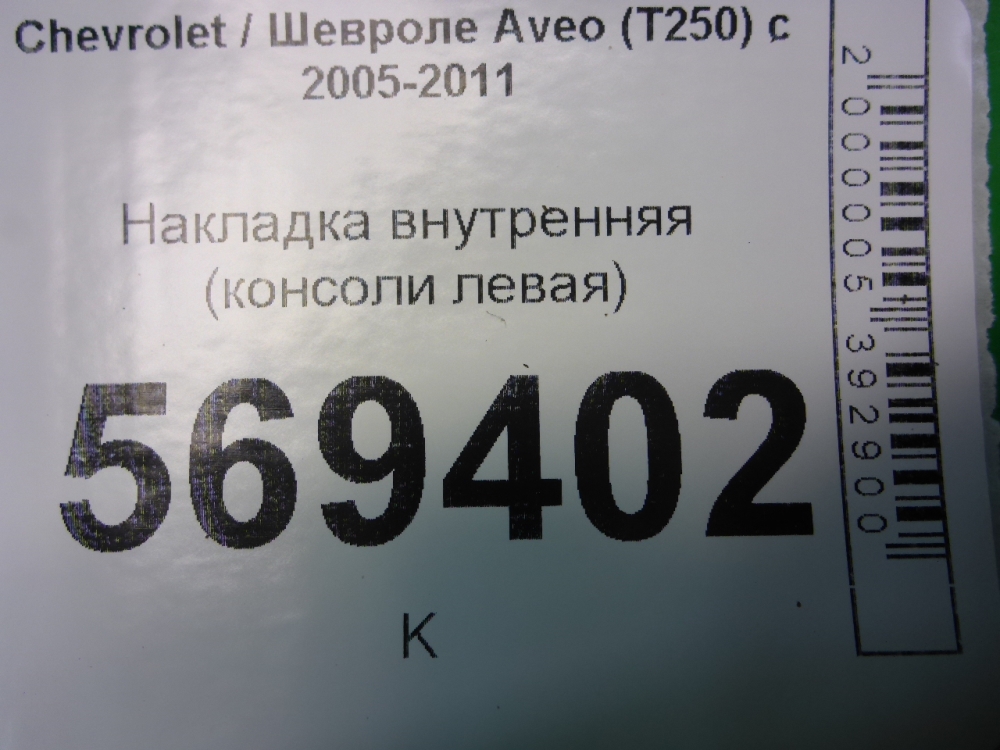 Chevrolet / Шевроле Aveo (T250) с
2005-2011
Накладка внутренняя
(консоли левая)
569402
К
2000005392900